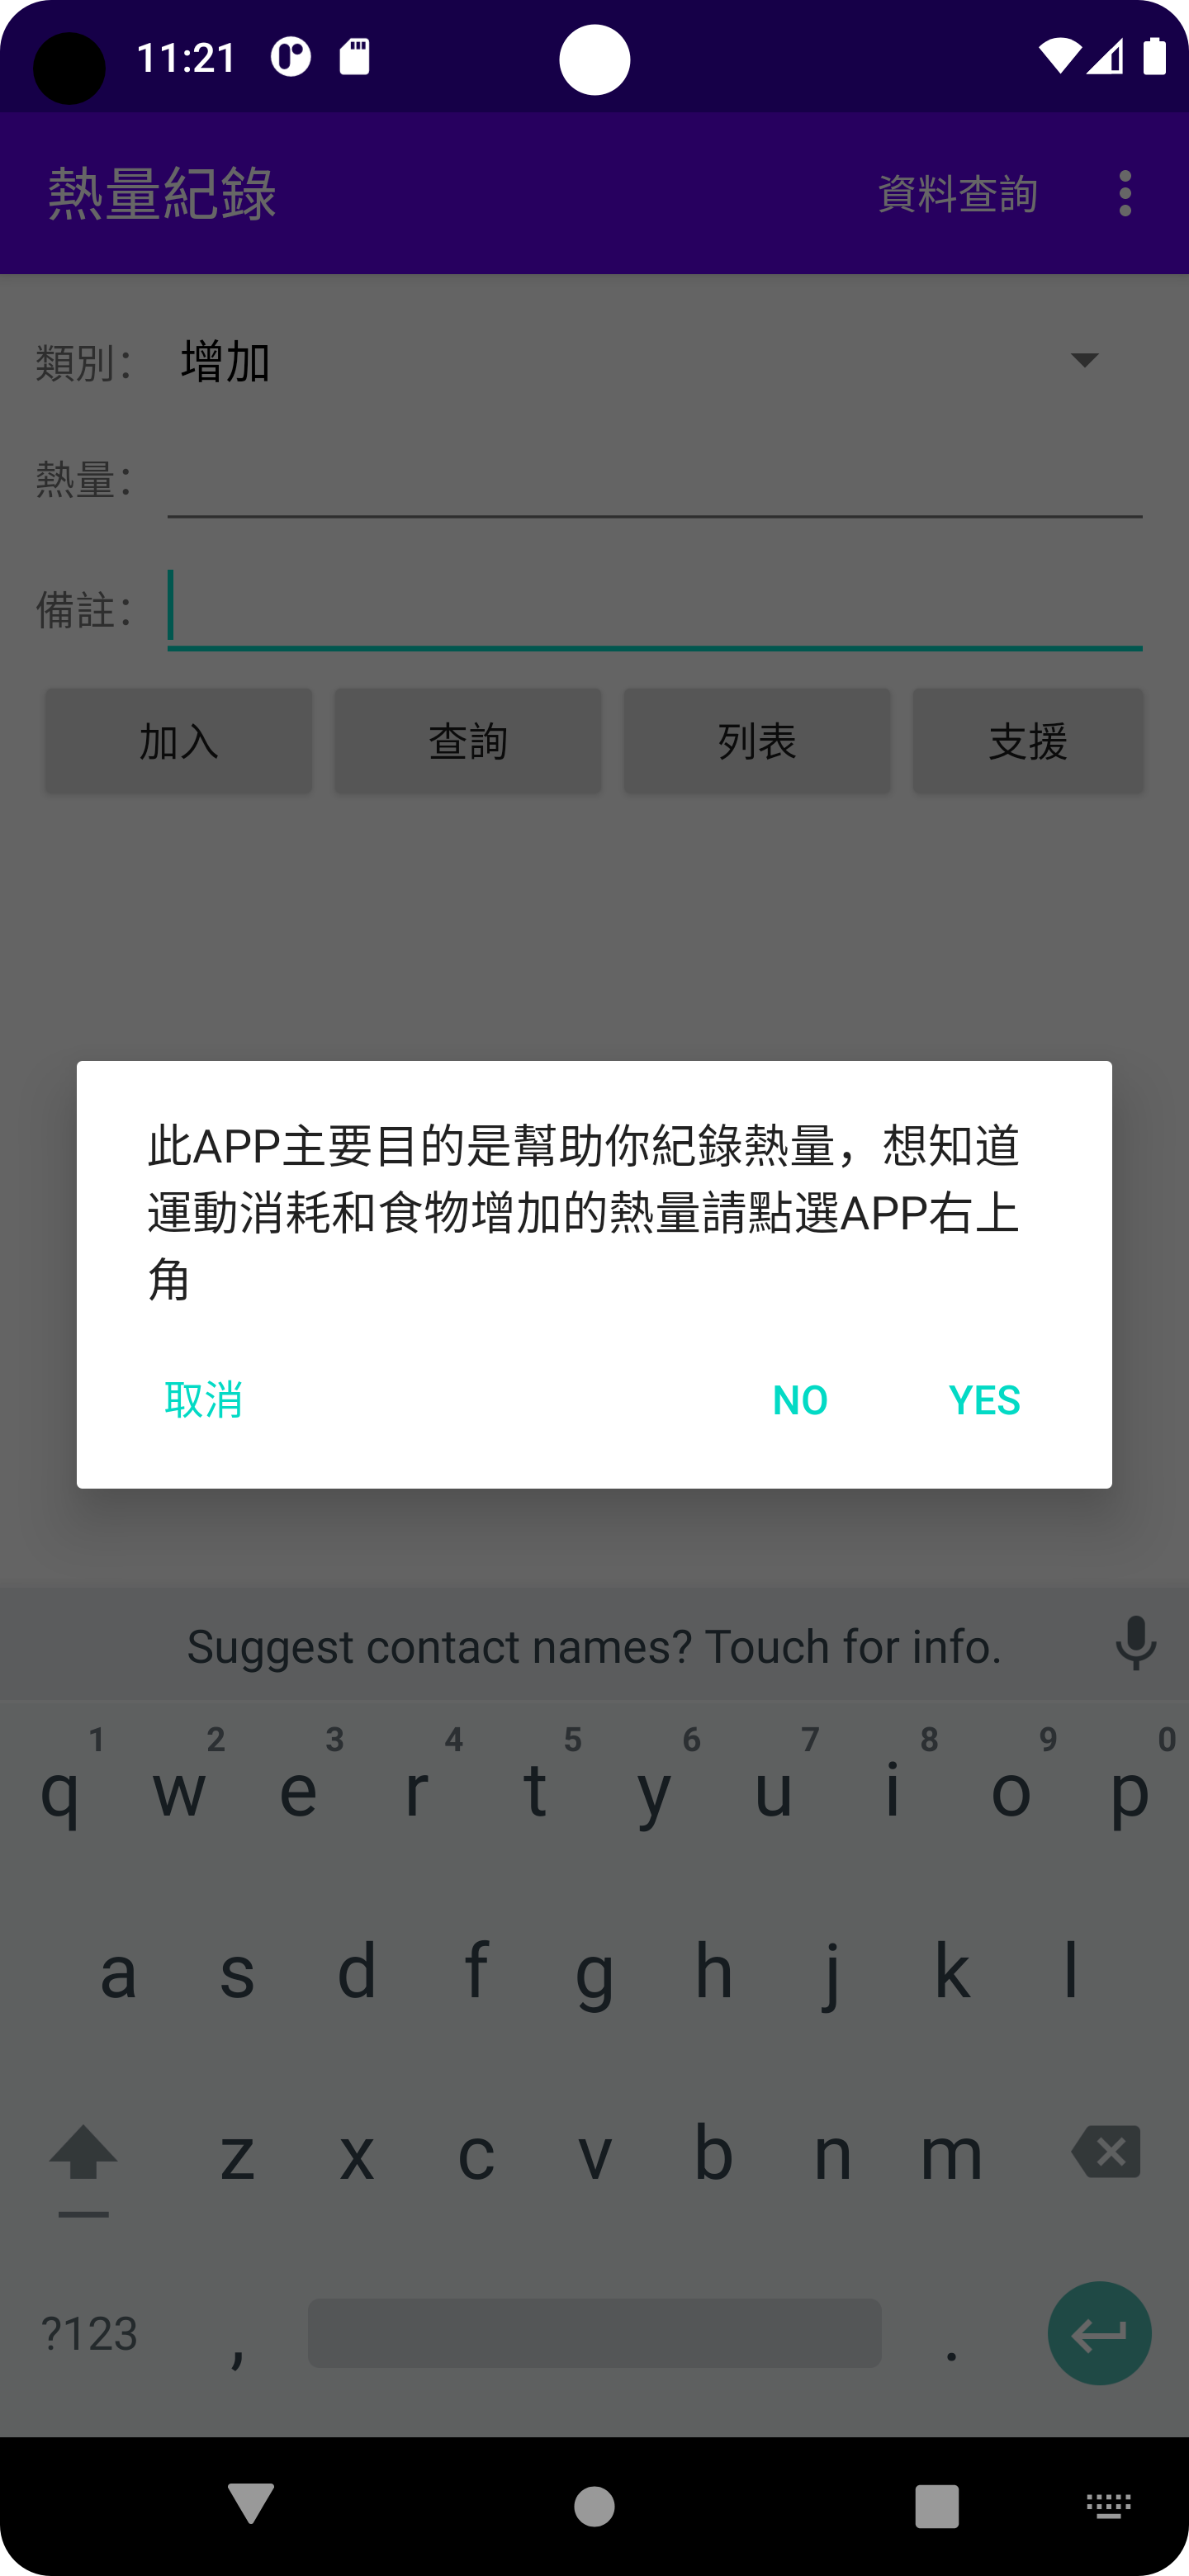 11:21
熱量紀錄 資料查詢
類別： 增加
熱量：
備註：
加入 查詢 列表 支援
此APP主要目的是幫助你紀錄熱量，想知道
運動消耗和食物增加的熱量請點選APP右上
角
取消 NO YES
Suggest contact names? Touch for info.
1 2 3 4 5 6 7 8 9 0
q w e r t y u i o p
a s d f g h j k l
z x c v b n m
?123 , .